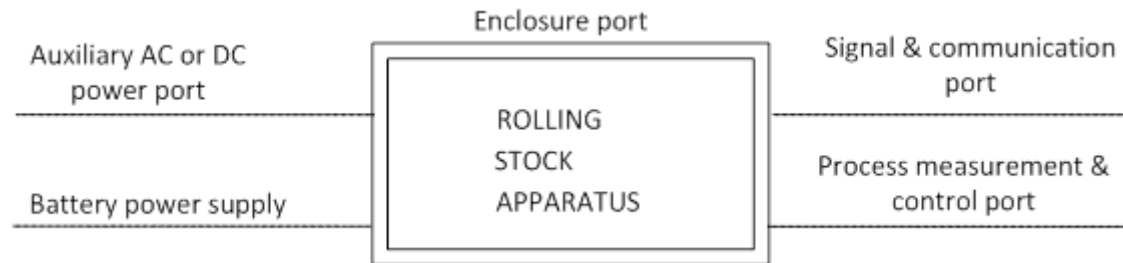 Enclosure port
Auxiliary AC or DC
power port
Signal & communication
port
ROLLING
STOCK
APPARATUS
Battery power supply
Process measurement &
control port